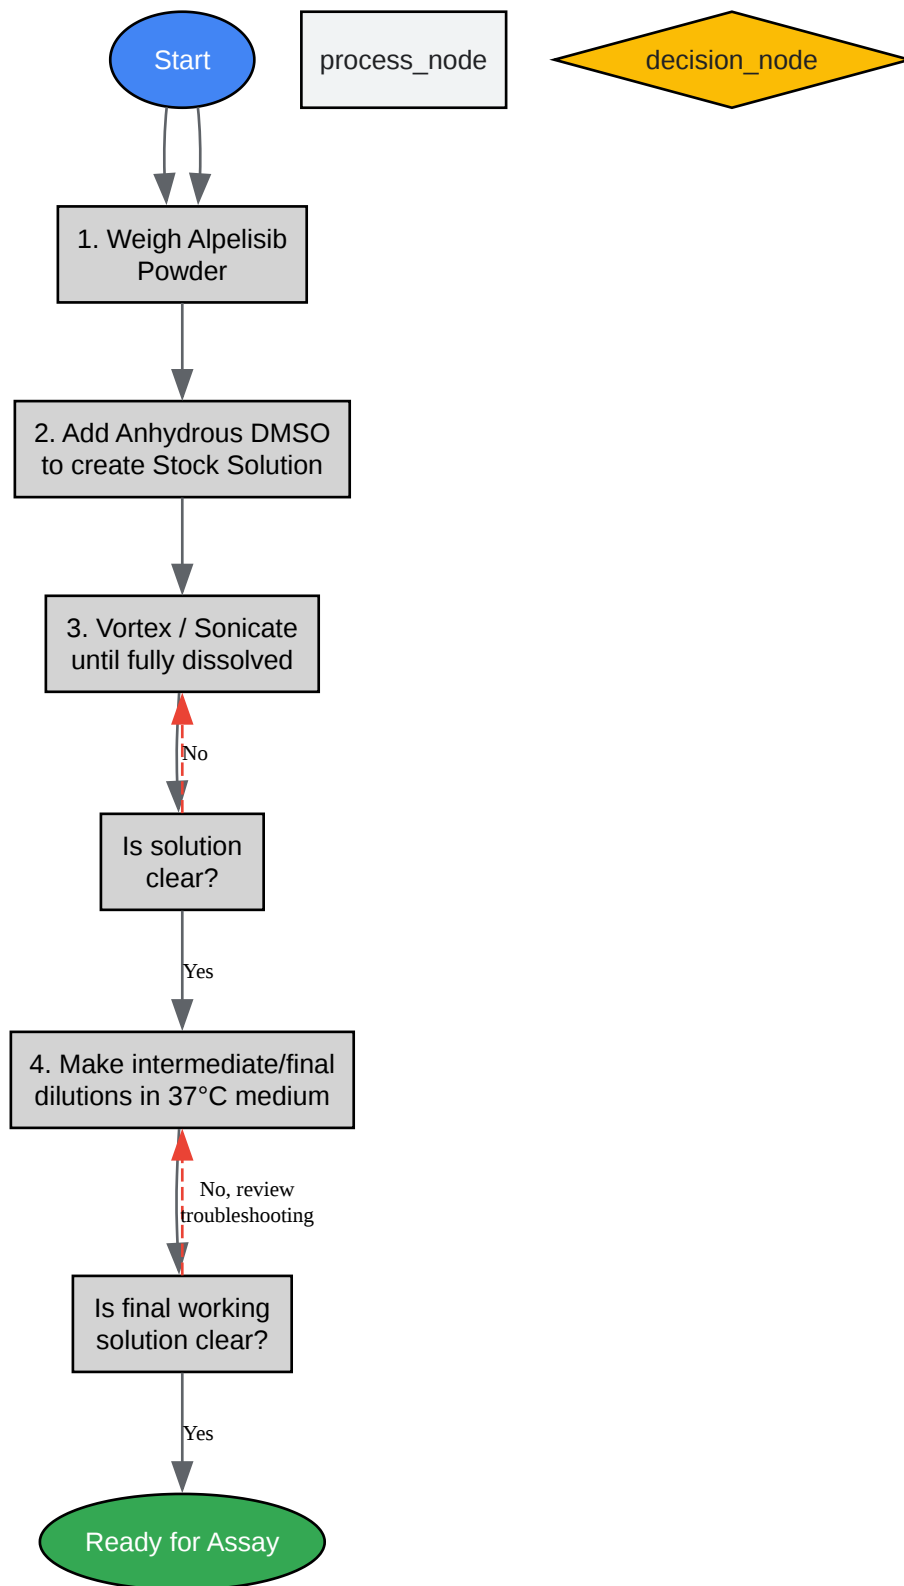 Start
process_node
decision_node
1. Weigh Alpelisib
Powder
2. Add Anhydrous DMSO
to create Stock Solution
3. Vortex / Sonicate
until fully dissolved
No
Is solution
clear?
Yes
4. Make intermediate/final
dilutions in 37°C medium
No, review
troubleshooting
Is final working
solution clear?
Yes
Ready for Assay